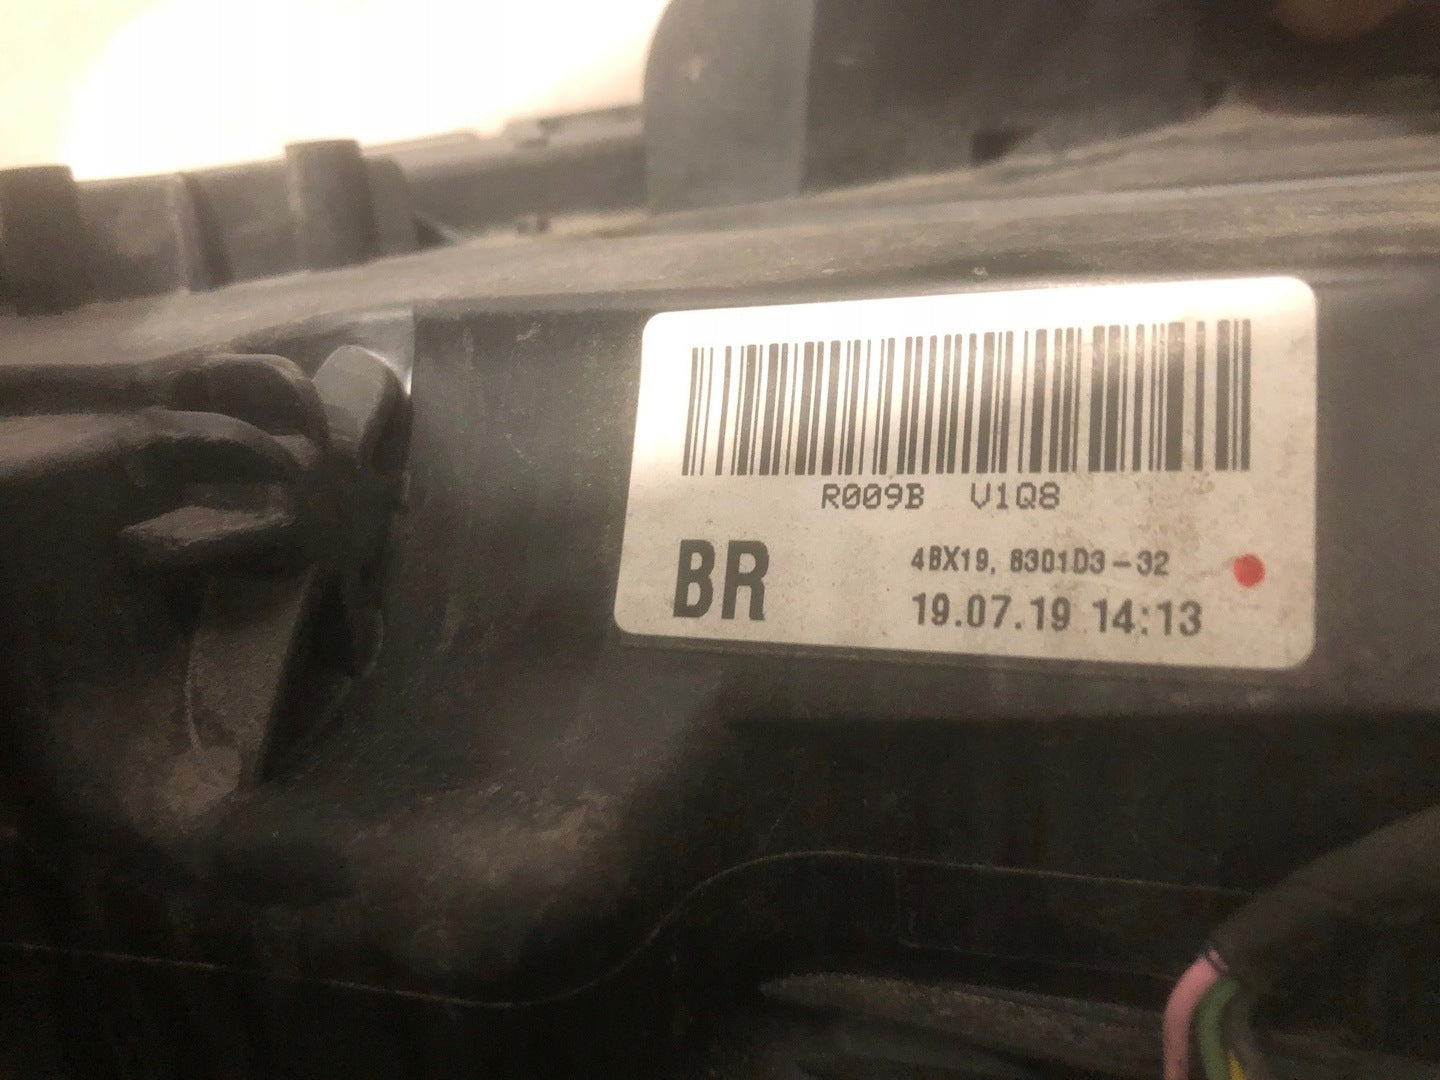 R009B V1Q8
BR
4BX19, 8301D3-32
19.07.19 14:13